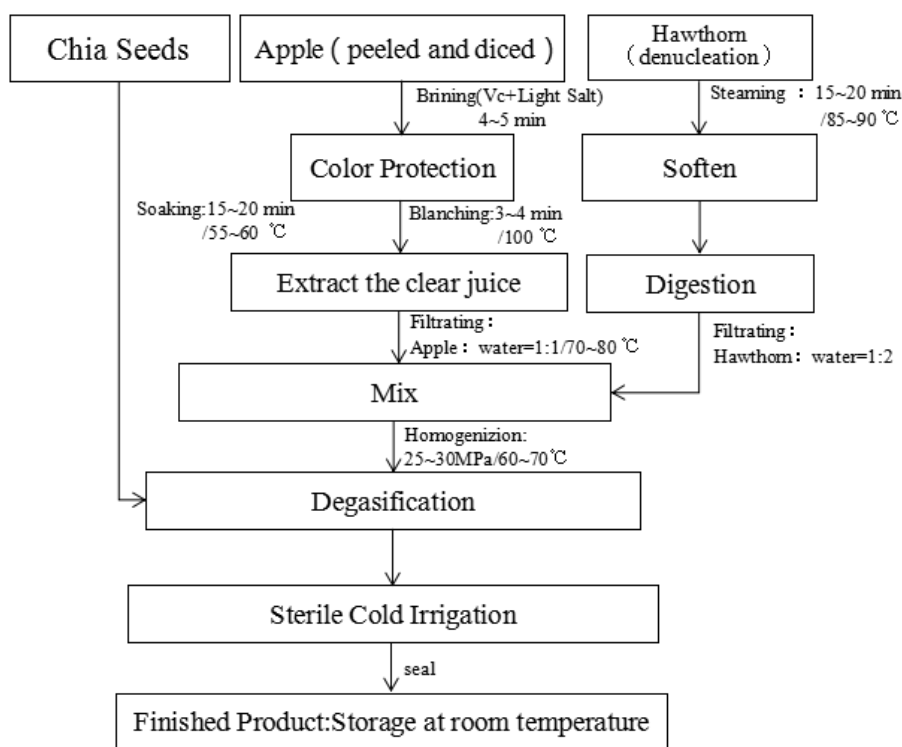 Chia Seeds
Apple（peeled and diced）
Hawthorn
（denucleation）
Brining(Vc+Light Salt)
4~5 min
Steaming ：15~20 min
/85~90 ℃
Color Protection
Soften
Soaking:15~20 min
/55~60 ℃
Blanching:3~4 min
/100 ℃
Extract the clear juice
Digestion
Filtrating：
Apple：water=1:1/70~80 ℃
Filtrating：
Hawthorn：water=1:2
Mix
Homogenizion:
25~30MPa/60~70℃
Degasification
Sterile Cold Irrigation
seal
Finished Product:Storage at room temperature